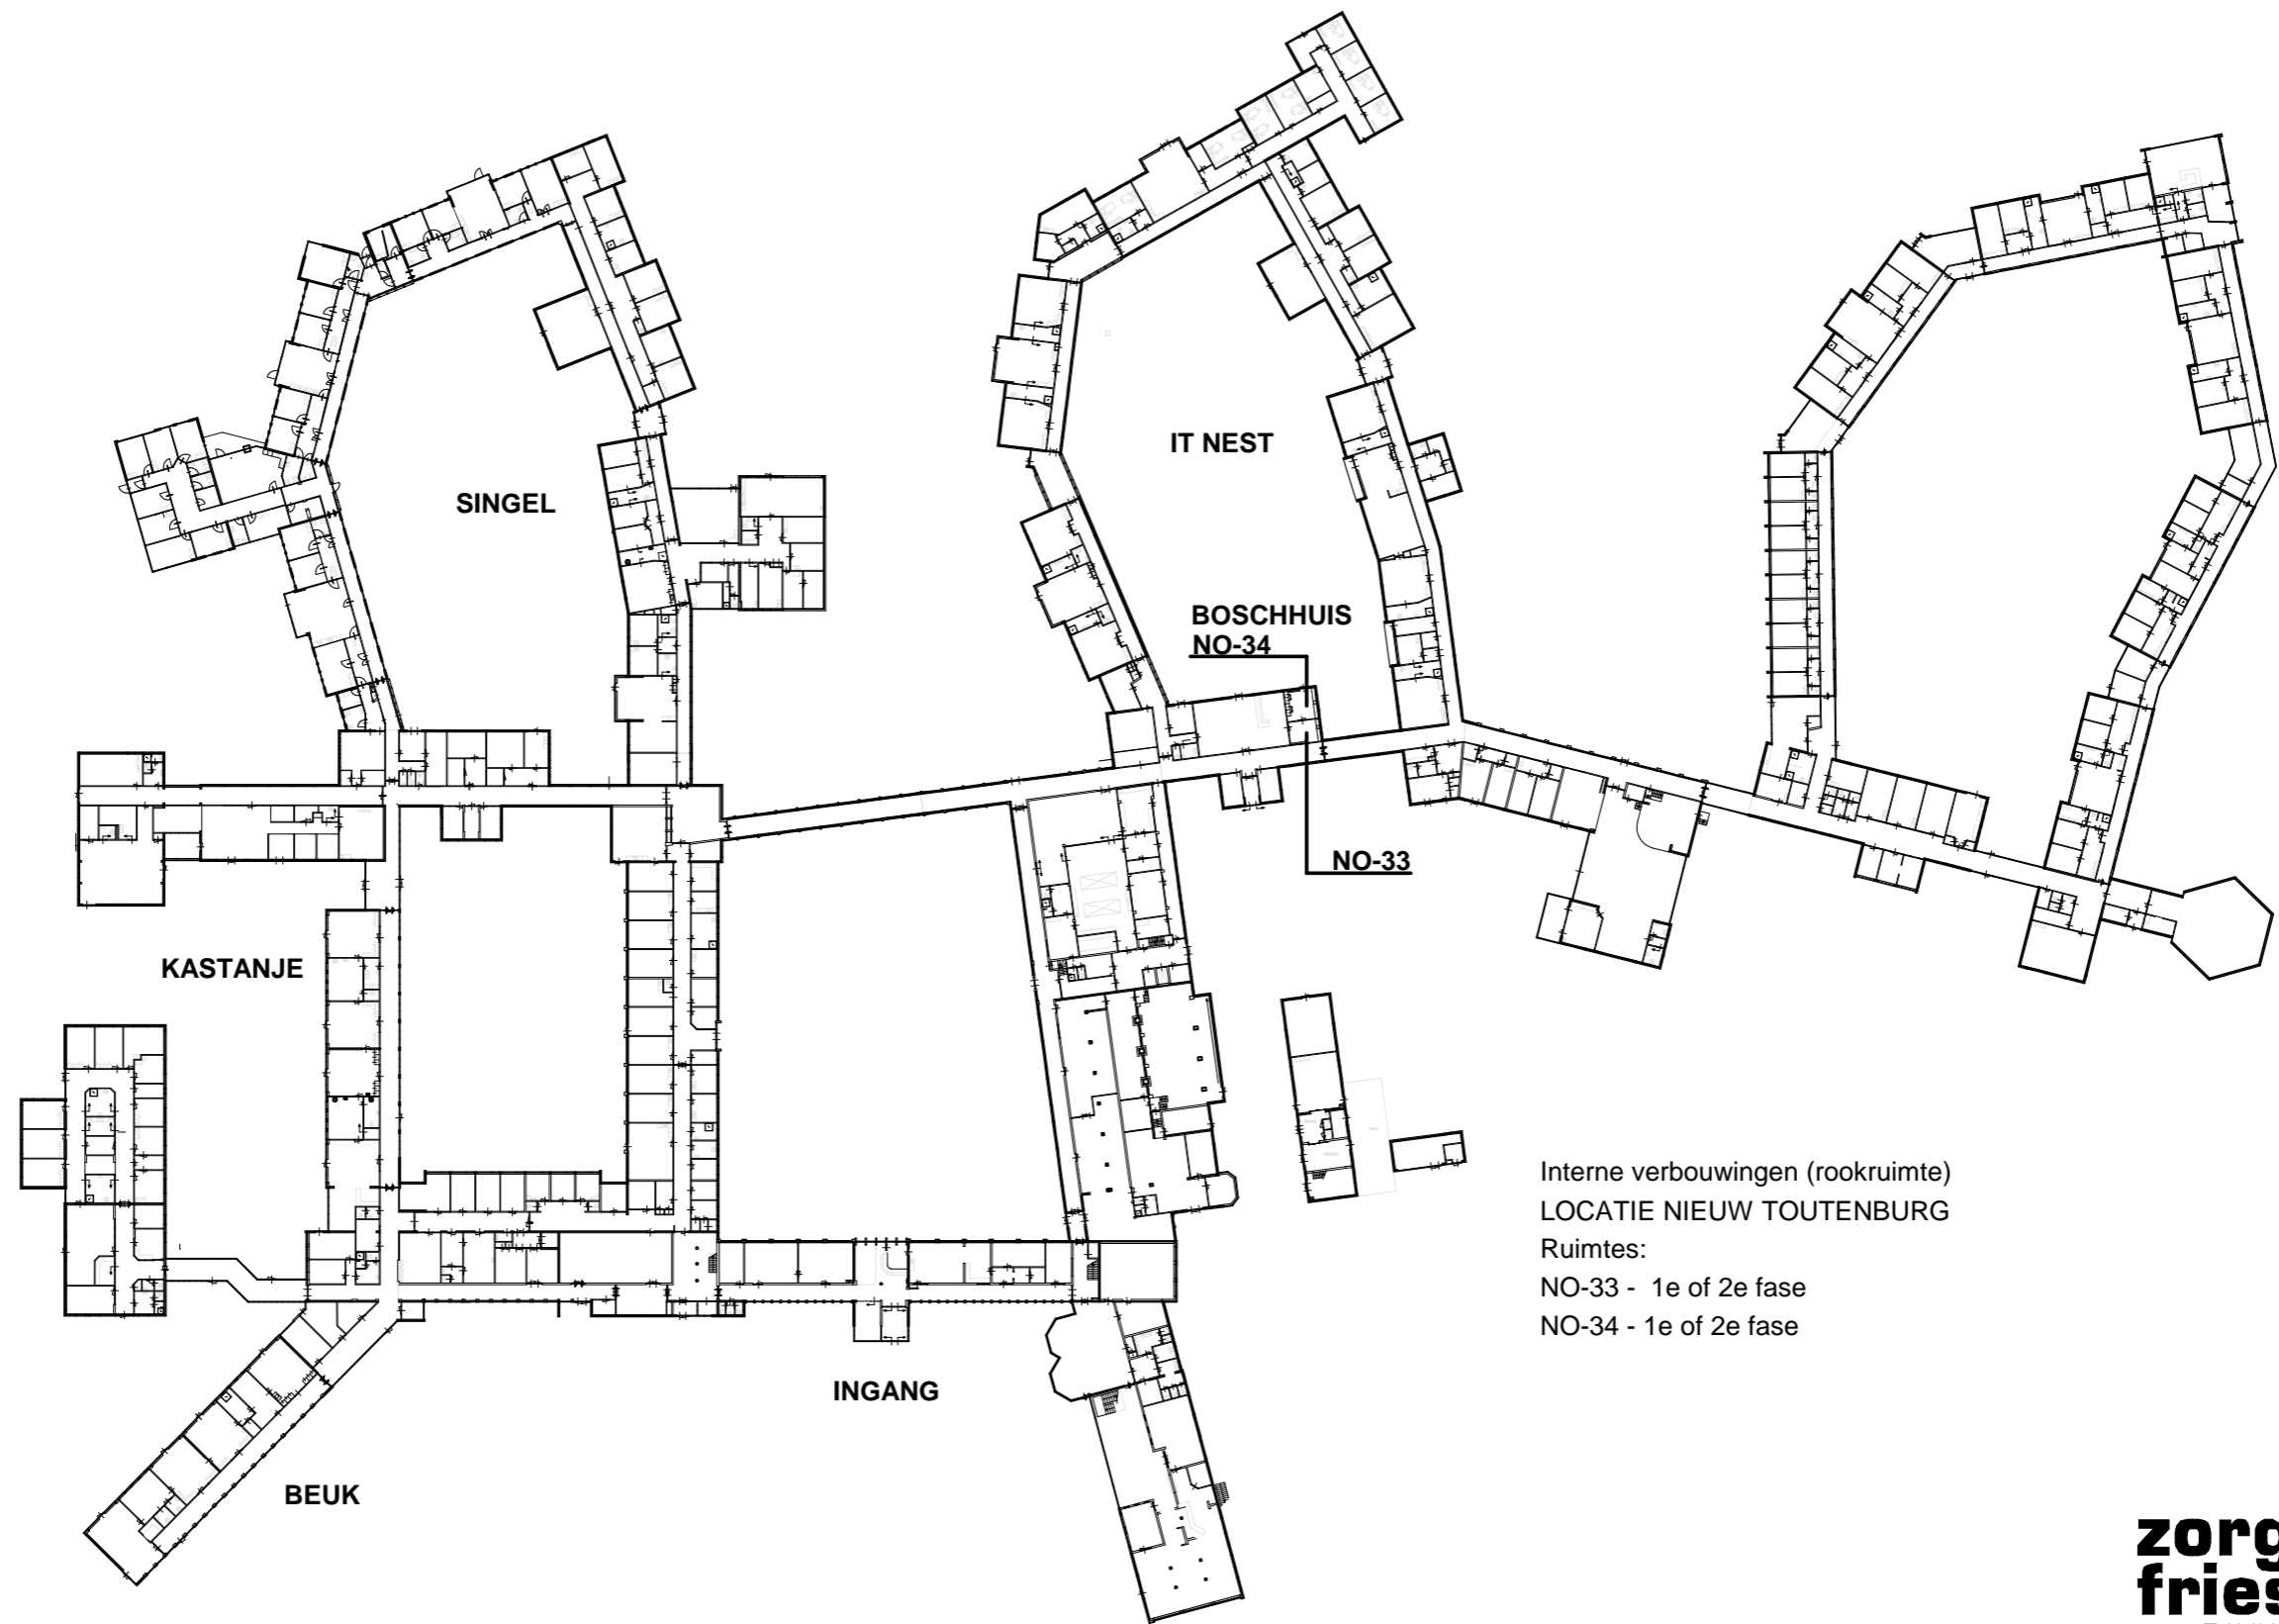 IT NEST
SINGEL
BOSCHHUIS
NO-34
NO-33
KASTANJE
Interne verbouwingen (rookruimte)
LOCATIE NIEUW TOUTENBURG
Ruimtes:
NO-33 - 1e of 2e fase
NO-34 - 1e of 2e fase
INGANG
BEUK
zorg
fries